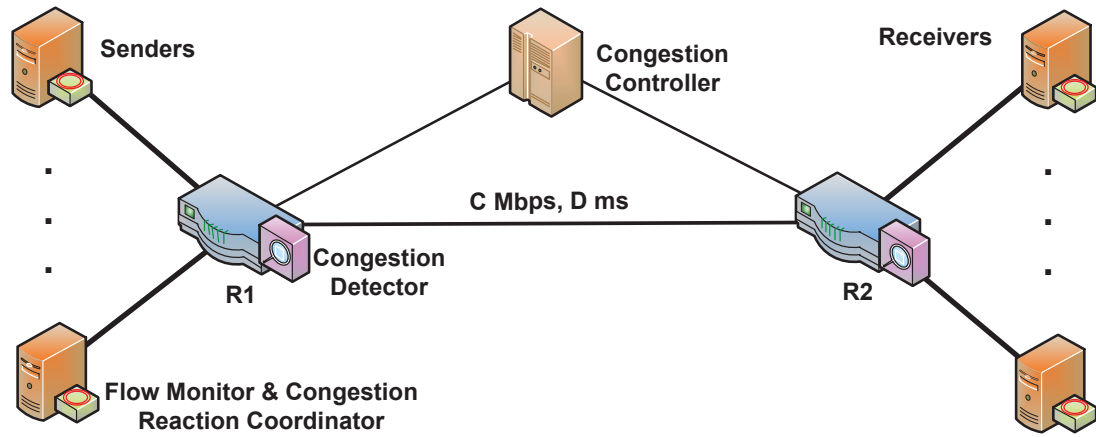 Senders
Congestion
Controller
Receivers
C Mbps, D ms
Congestion
Detector
R1
R2
Flow Monitor & Congestion
Reaction Coordinator